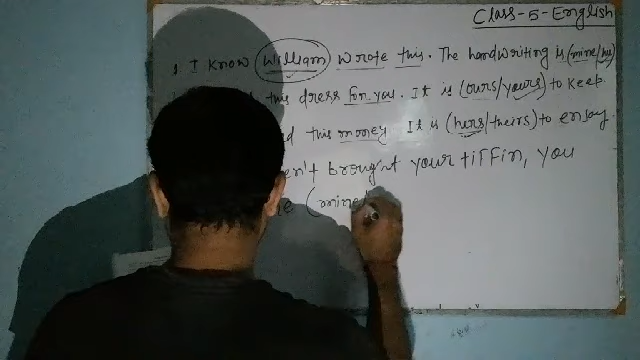 Class-5-English
1. I know William wrote this. The handwriting is (mine/his)
this dress for you. It is (ours/yours) to keep
this money It is (hers/theirs) to enjoy.
n't brought your tiffin, you
(mine/